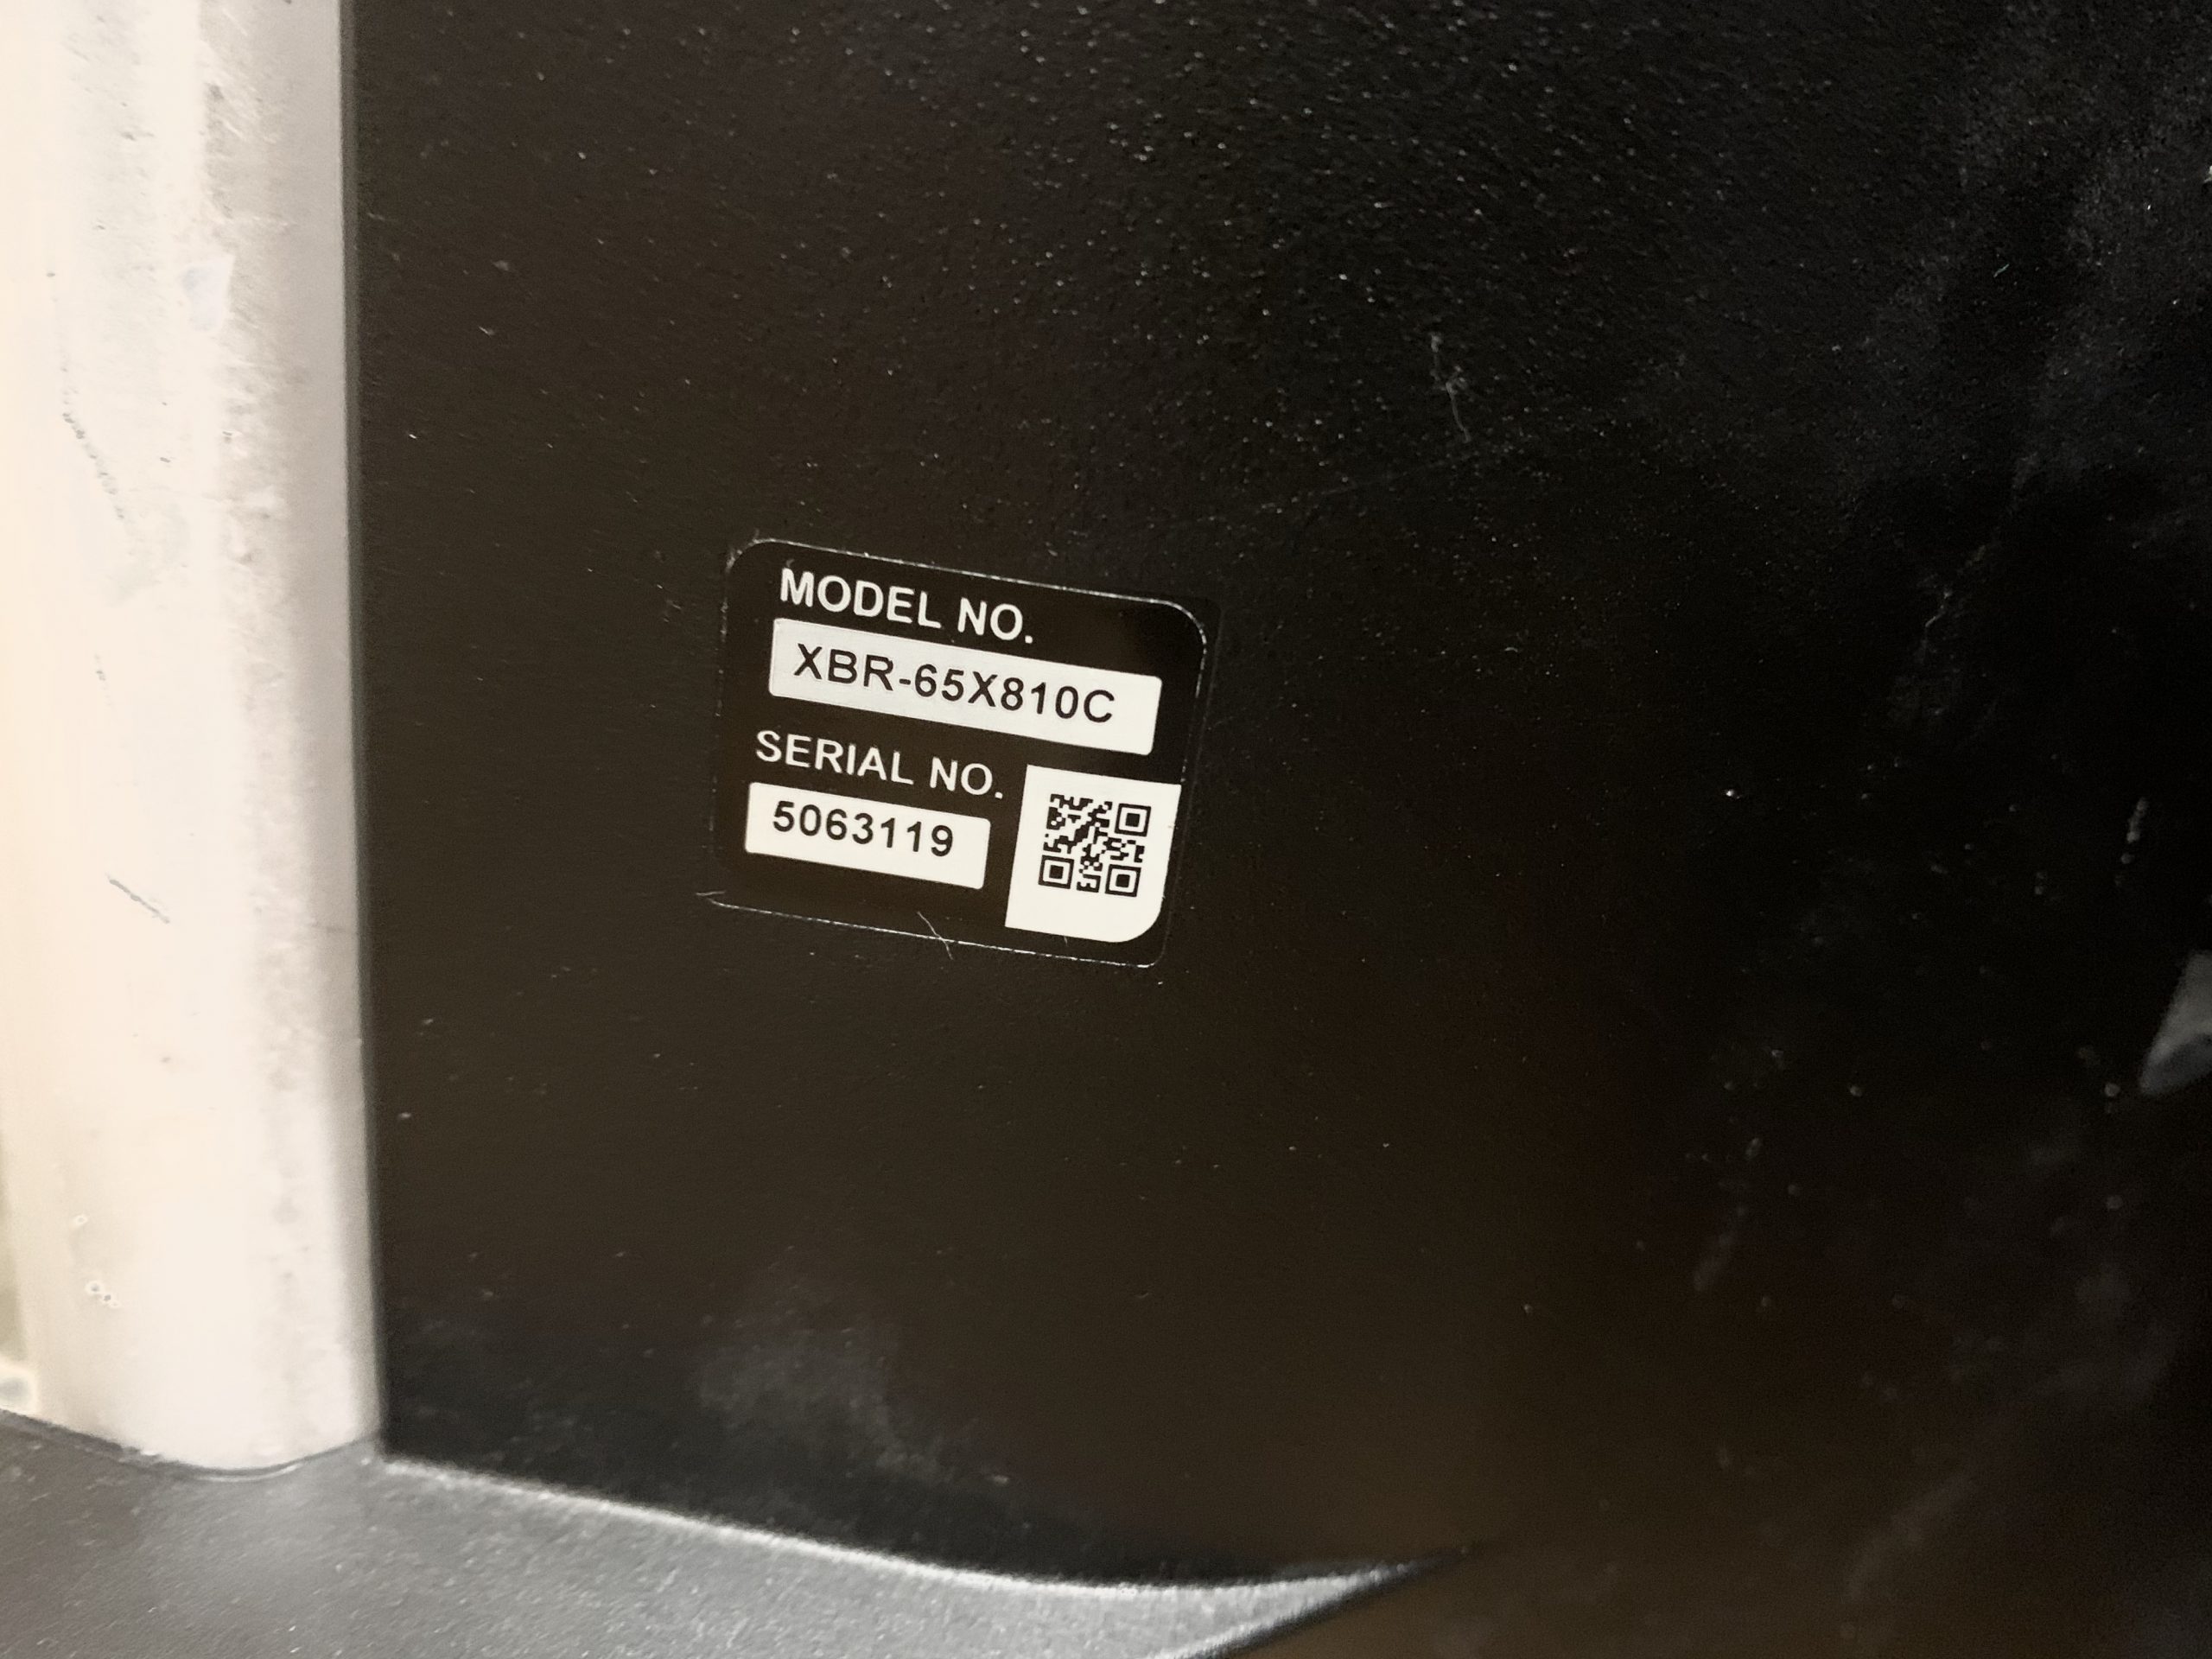 MODEL NO.
XBR-65X810C
SERIAL NO.
5063119